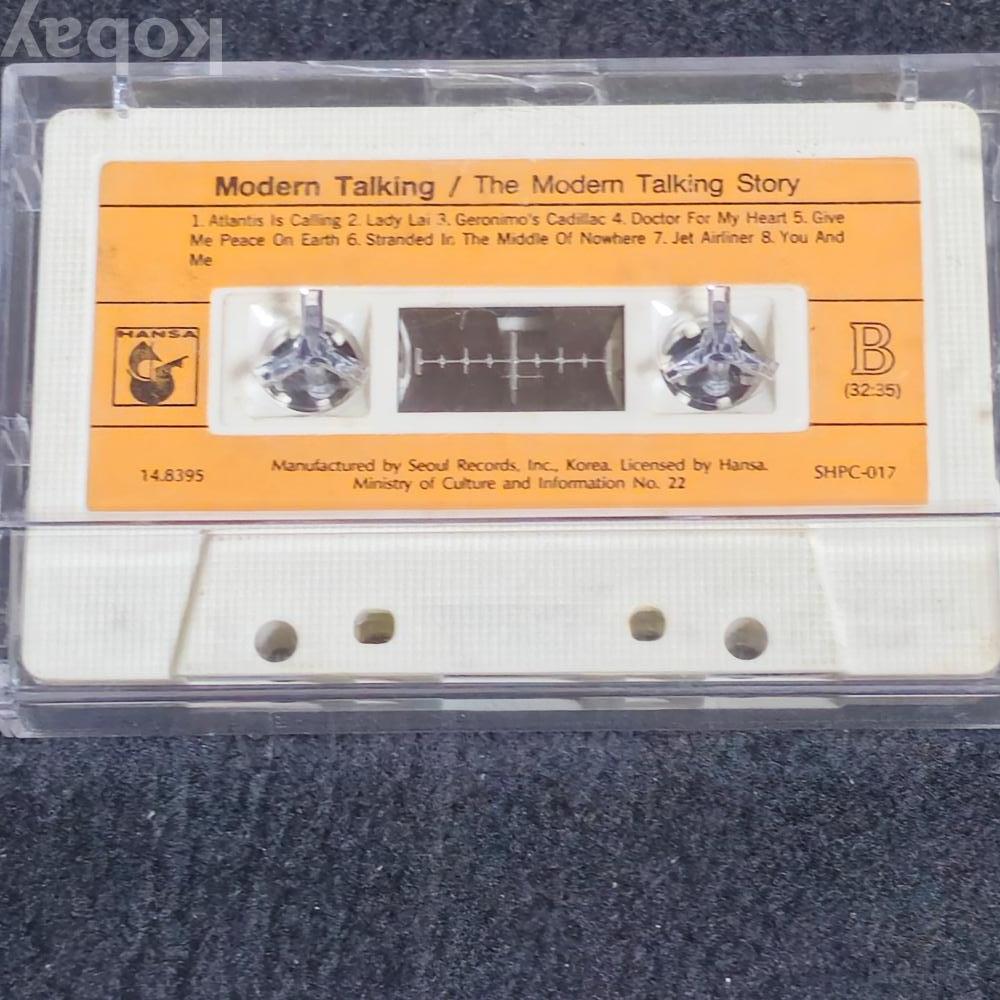 kobay
Modern Talking / The Modern Talking Story
1. Atlantis Is Calling 2. Lady Lai 3. Geronimo's Cadillac 4. Doctor For My Heart 5. Give
Me Peace On Earth 6. Stranded In The Middle Of Nowhere 7. Jet Airliner 8. You And
Me
HANSA
B
(32:35)
14.8395
Manufactured by Seoul Records, Inc., Korea. Licensed by Hansa.
Ministry of Culture and Information No. 22
SHPC-017